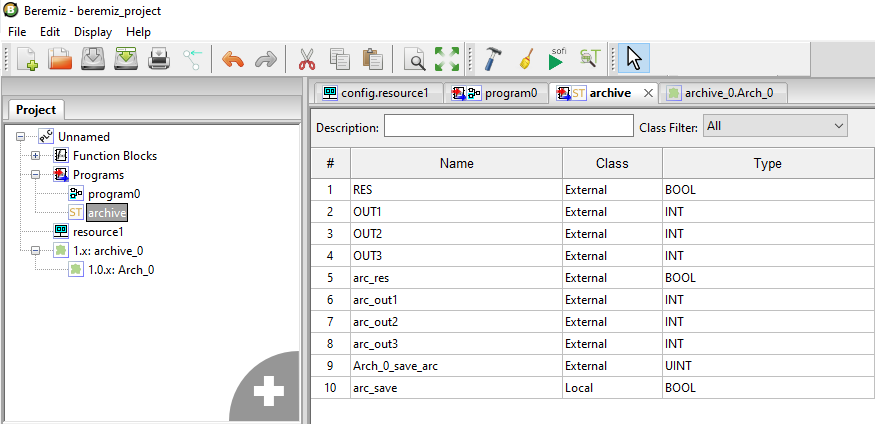 Beremiz - beremiz_project
File Edit Display Help
sofi
Project
Unnamed
Function Blocks
Programs
program0
ST archive
resource1
1.x: archive_0
1.0.x: Arch_0
config.resource1 program0 ST archive archive_0.Arch_0
Description: Class Filter: All
# Name Class Type
1 RES External BOOL
2 OUT1 External INT
3 OUT2 External INT
4 OUT3 External INT
5 arc_res External BOOL
6 arc_out1 External INT
7 arc_out2 External INT
8 arc_out3 External INT
9 Arch_0_save_arc External UINT
10 arc_save Local BOOL